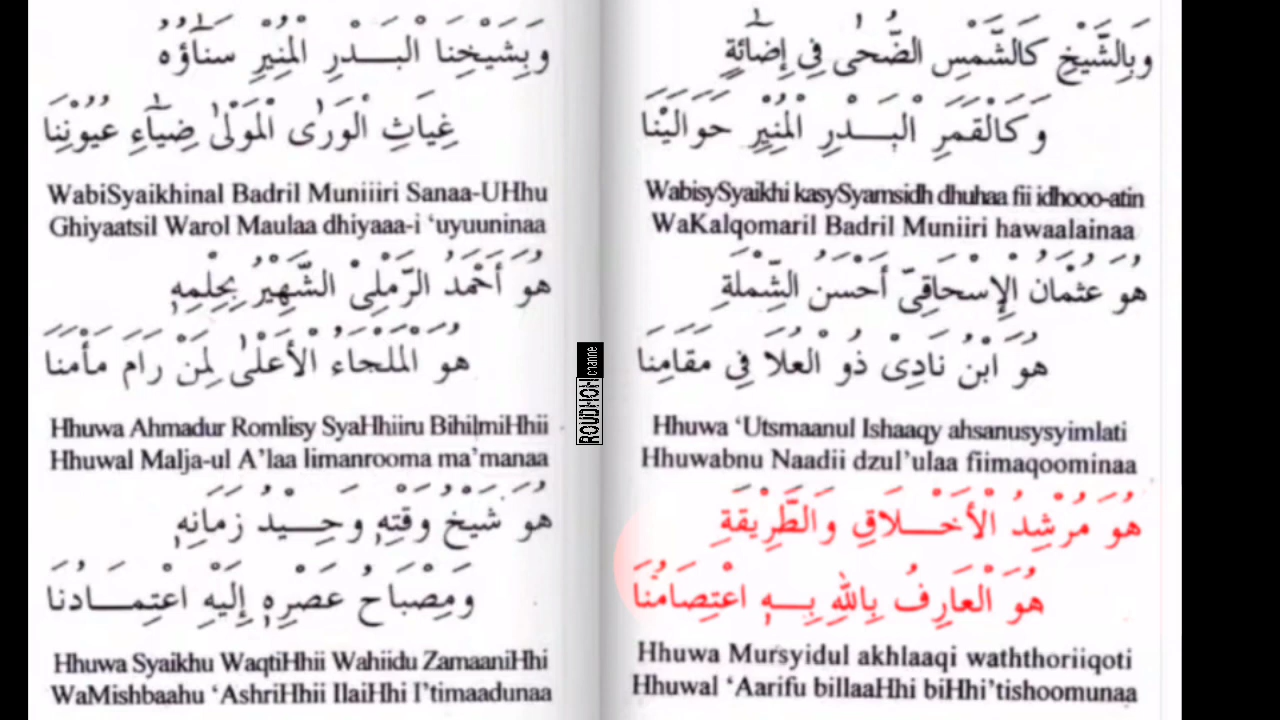 وَبِالشَّيْخِ كَالشَّمْسِ الضُّحَى فِي إِضَائَةٍ
وَكَالْقَمَرِ الْبَدْرِ الْمُنِيْرِ حَوَالَيْنَا
WabisySyaikhi kasySyamsidh dhuhaa fii idhooo-atin
WaKalqomaril Badril Muniiri hawaalainaa
هُوَ عُثْمَانُ الْإِسْحَاقِيّ أَحْسَنُ الشِّمْلَةِ
هُوَ ابْنُ نَادِىْ ذُو الْعُلَا فِي مَقَامِنَا
Hhuwa ‘Utsmaanul Ishaaqy ahsanusysyimlati
Hhuwabnu Naadii dzul’ulaa fiimaqoominaa
هُوَ مُرْشِدُ الْأَخْلَاقِ وَالطَّرِيْقَةِ
هُوَ الْعَارِفُ بِاللهِ بِهِ اعْتِصَامُنَا
Hhuwa Mursyidul akhlaaqi waththoriiqoti
Hhuwal ‘Aarifu billaaHhi biHhi’tishoomunaa
وَبِشَيْخِنَا الْبَدْرِ الْمُنِيْرِ سَنَاؤُهُ
غِيَاثِ الْوَرَى الْمَوْلَى ضِيَاءِ عُيُوْنِنَا
WabiSyaikhinal Badril Muniiiri Sanaa-UHhu
Ghiyaatsil Warol Maulaa dhiyaaa-i ‘uyuuninaa
هُوَ أَحْمَدُ الرَّمْلِىْ الشَّهِيْرُ بِحِلْمِهِ
هُوَ الْمَلْجَاءُ الْأَعْلَى لِمَنْ رَامَ مَأْمَنَا
Hhuwa Ahmadur Romlisy SyaHhiiru BihilmiHhii
Hhuwal Malja-ul A’laa limanrooma ma’manaa
هُوَ شَيْخُ وَقْتِهِ وَحِيْدُ زَمَانِهِ
وَمِصْبَاحُ عَصْرِهِ إِلَيْهِ اعْتِمَادُنَا
Hhuwa Syaikhu WaqtiHhii Wahiidu ZamaaniHhi
WaMishbaahu ‘AshriHhii IlaiHhi I’timaadunaa
ROUDHOH channe